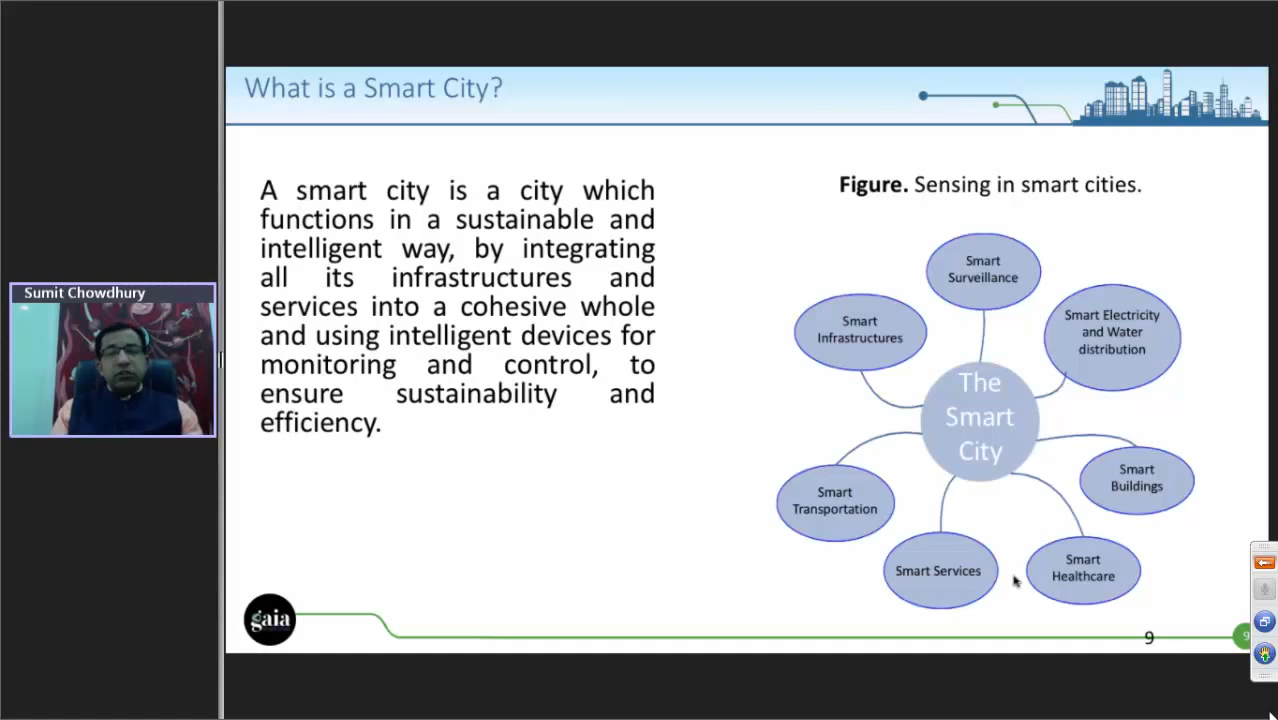 What is a Smart City?
A smart city is a city which
functions in a sustainable and
intelligent way, by integrating
all its infrastructures and
services into a cohesive whole
and using intelligent devices for
monitoring and control, to
ensure sustainability and
efficiency.
Figure. Sensing in smart cities.
Smart
Surveillance
Smart
Infrastructures
Smart Electricity
and Water
distribution
The
Smart
City
Smart
Buildings
Smart
Transportation
Smart Services
Smart
Healthcare
Sumit Chowdhury
gaia
9
9